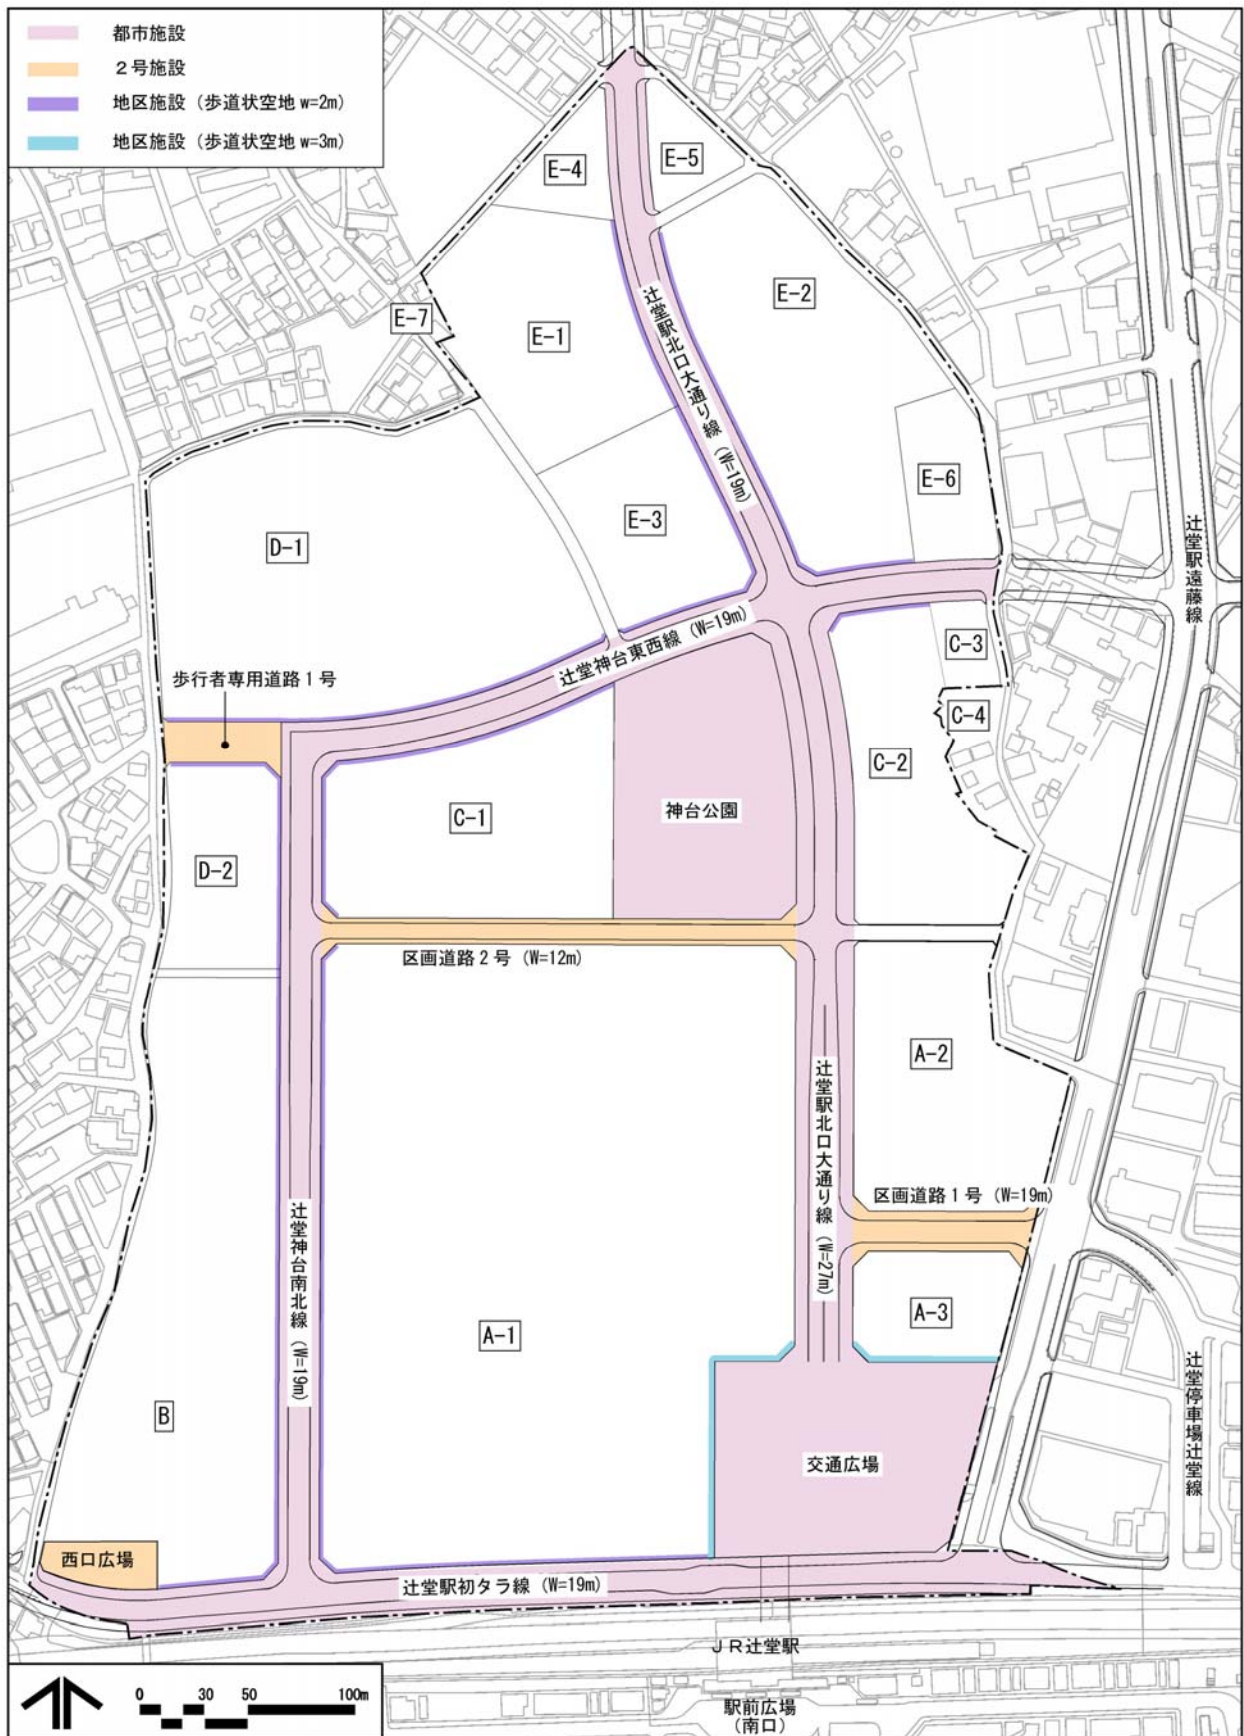 都市施設
２号施設
地区施設（歩道状空地 w=2m）
地区施設（歩道状空地 w=3m）
E-4
E-5
E-2
E-7
E-1
辻堂駅北口大通り線（W=19m）
E-6
E-3
D-1
辻堂駅遠藤線
辻堂神台東西線（W=19m）
C-3
歩行者専用道路１号
C-4
C-2
神台公園
C-1
D-2
区画道路２号（W=12m）
A-2
辻堂駅北口大通り線（W=27m）
区画道路１号（W=19m）
辻堂神台南北線（W=19m）
A-3
A-1
辻堂停車場辻堂線
B
交通広場
西口広場
辻堂駅初タラ線（W=19m）
ＪＲ辻堂駅
0 30 50 100m
駅前広場
（南口）